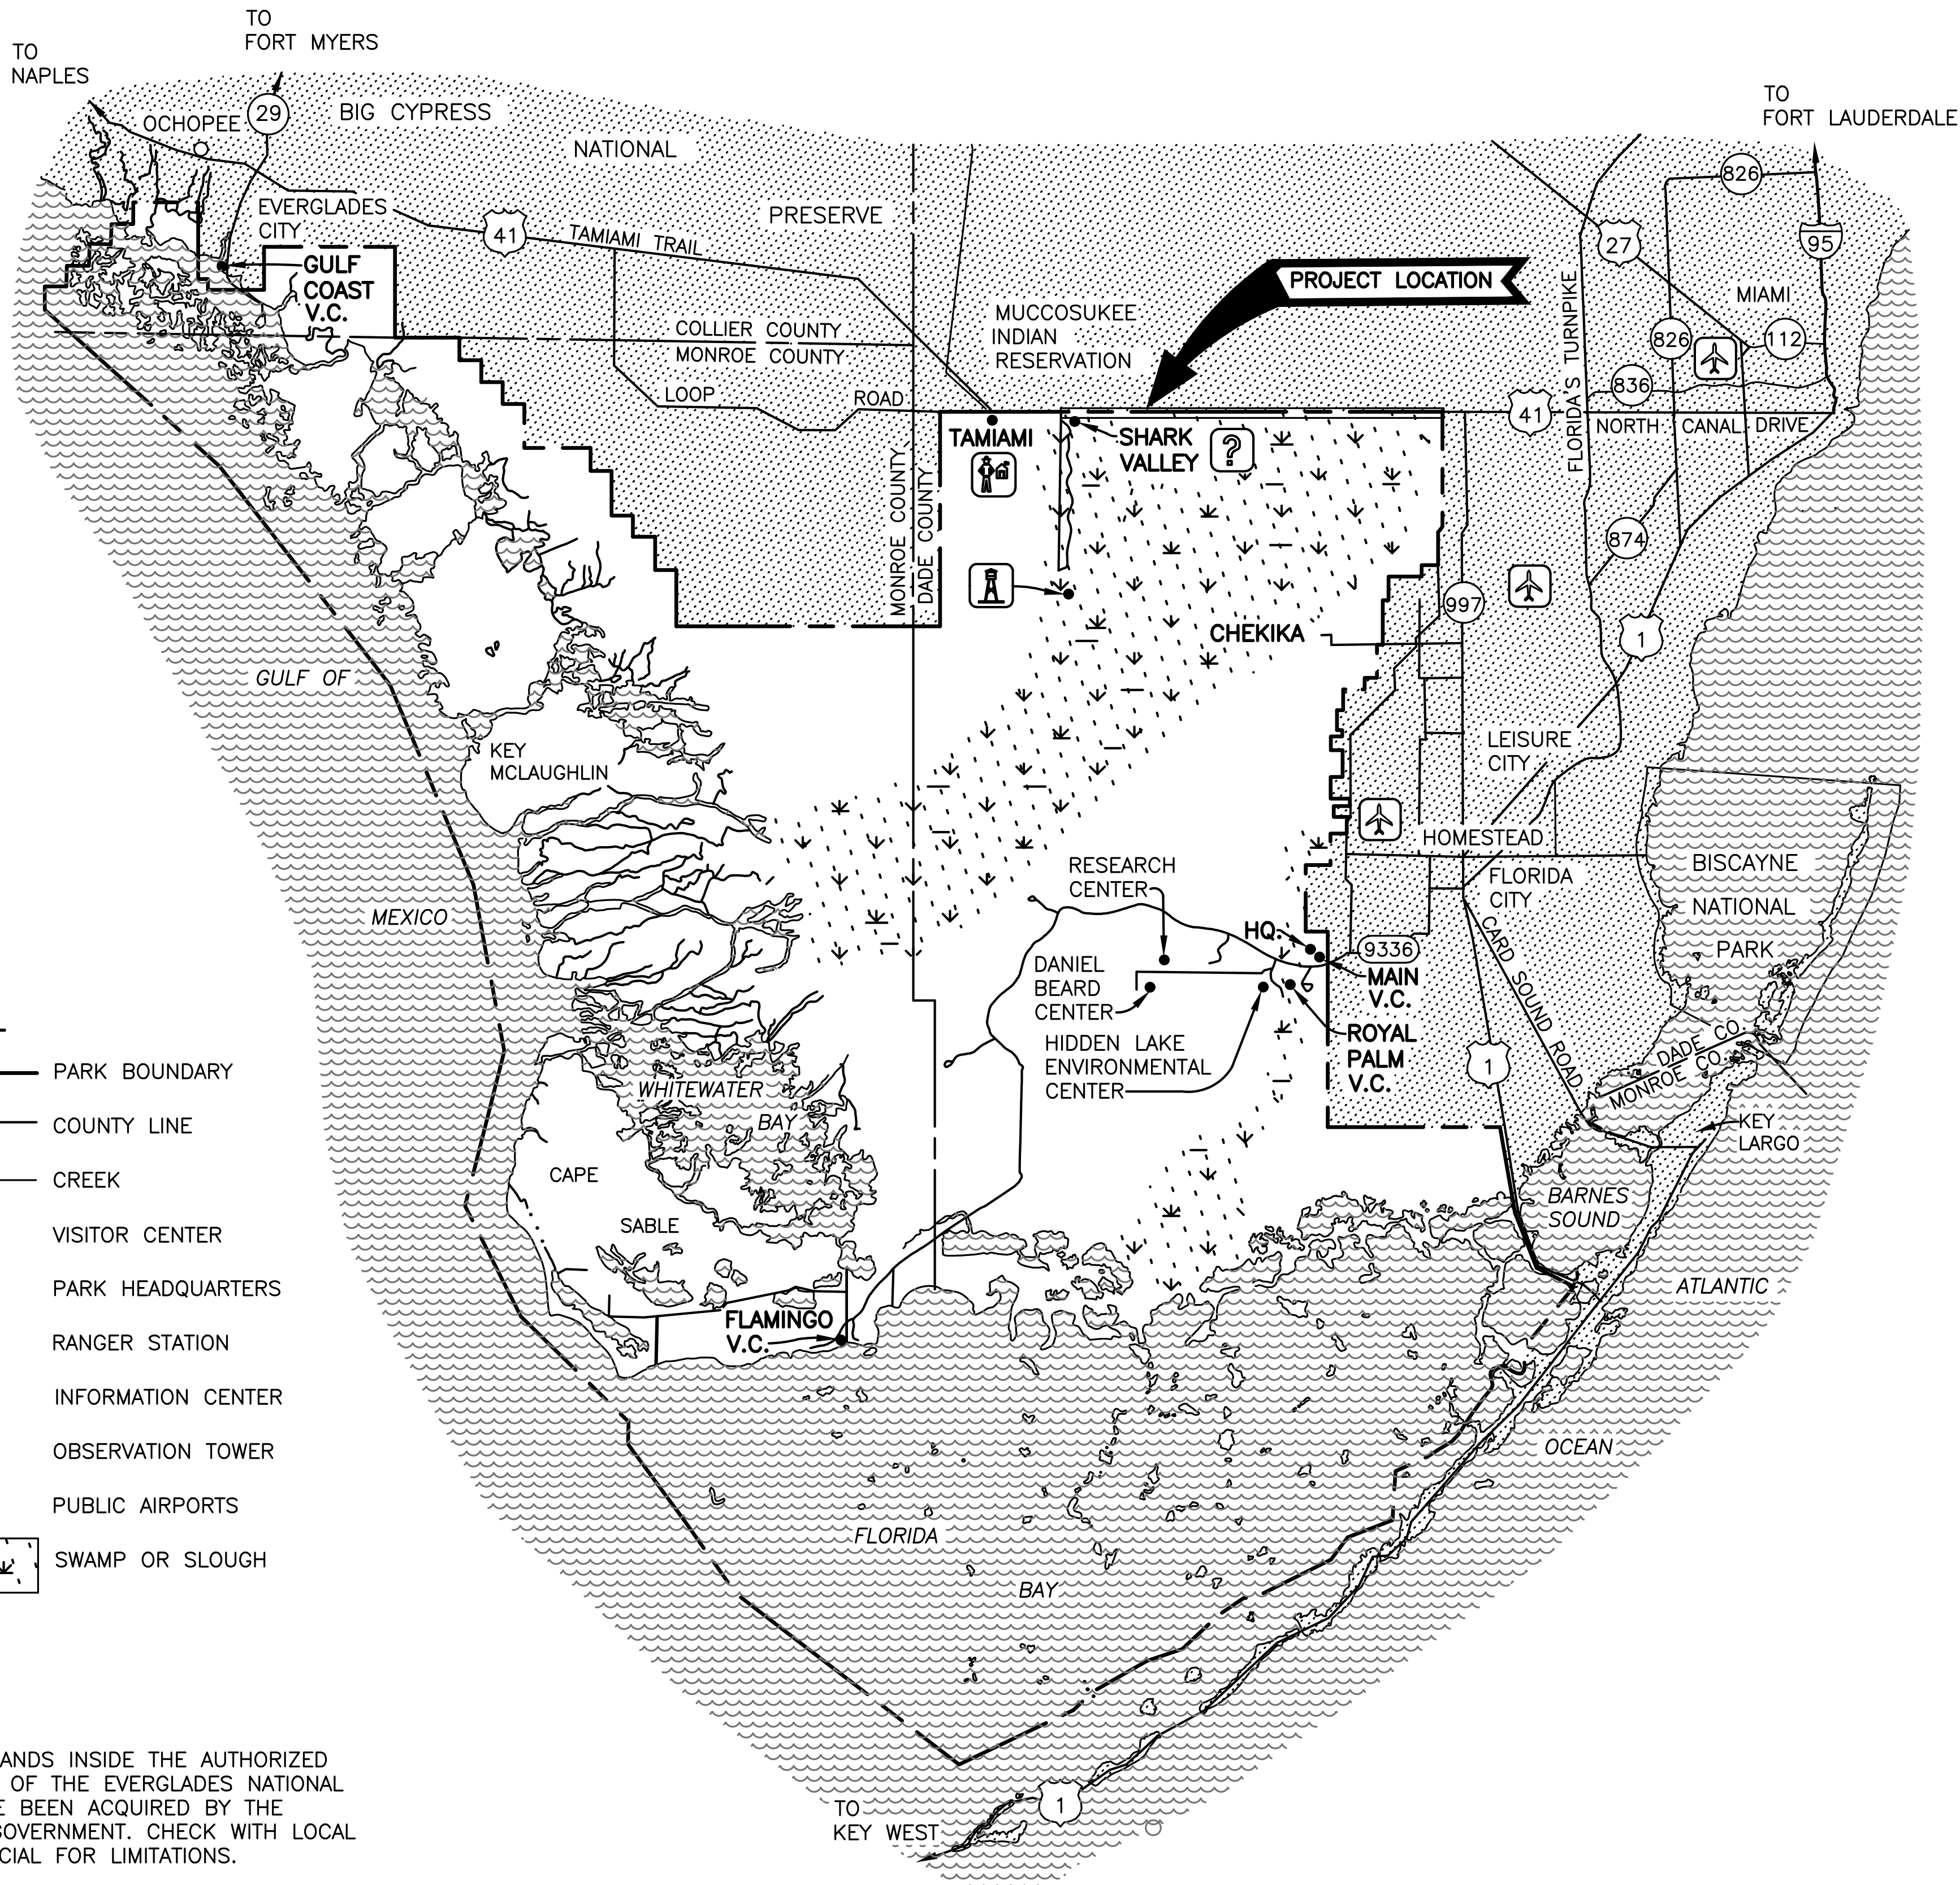 TO
FORT MYERS
TO
NAPLES
29
BIG CYPRESS
OCHOPEE
NATIONAL
TO
FORT LAUDERDALE
826
EVERGLADES
CITY
PRESERVE
41
TAMIAMI TRAIL
27
95
GULF
COAST
V.C.
PROJECT LOCATION
FLORIDA'S TURNPIKE
MIAMI
MUCCOSUKEE
INDIAN
RESERVATION
COLLIER COUNTY
MONROE COUNTY
826
112
836
LOOP
ROAD
41
NORTH CANAL DRIVE
TAMIAMI
SHARK
VALLEY
?
MONROE COUNTY
DADE COUNTY
874
997
CHEKIKA
1
GULF OF
KEY
MCLAUGHLIN
LEISURE
CITY
HOMESTEAD
RESEARCH
CENTER
BISCAYNE
NATIONAL
PARK
FLORIDA
CITY
MEXICO
HQ
9336
CARD SOUND ROAD
DANIEL
BEARD
CENTER
MAIN
V.C.
HIDDEN LAKE
ENVIRONMENTAL
CENTER
ROYAL
PALM
V.C.
1
DADE CO.
MONROE CO.
WHITEWATER
BAY
KEY
LARGO
CAPE
SABLE
BARNES
SOUND
ATLANTIC
OCEAN
FLAMINGO
V.C.
FLORIDA
BAY
TO
KEY WEST
1
PARK BOUNDARY
COUNTY LINE
CREEK
VISITOR CENTER
PARK HEADQUARTERS
RANGER STATION
INFORMATION CENTER
OBSERVATION TOWER
PUBLIC AIRPORTS
SWAMP OR SLOUGH
ANDS INSIDE THE AUTHORIZED
OF THE EVERGLADES NATIONAL
E BEEN ACQUIRED BY THE
GOVERNMENT. CHECK WITH LOCAL
CIAL FOR LIMITATIONS.